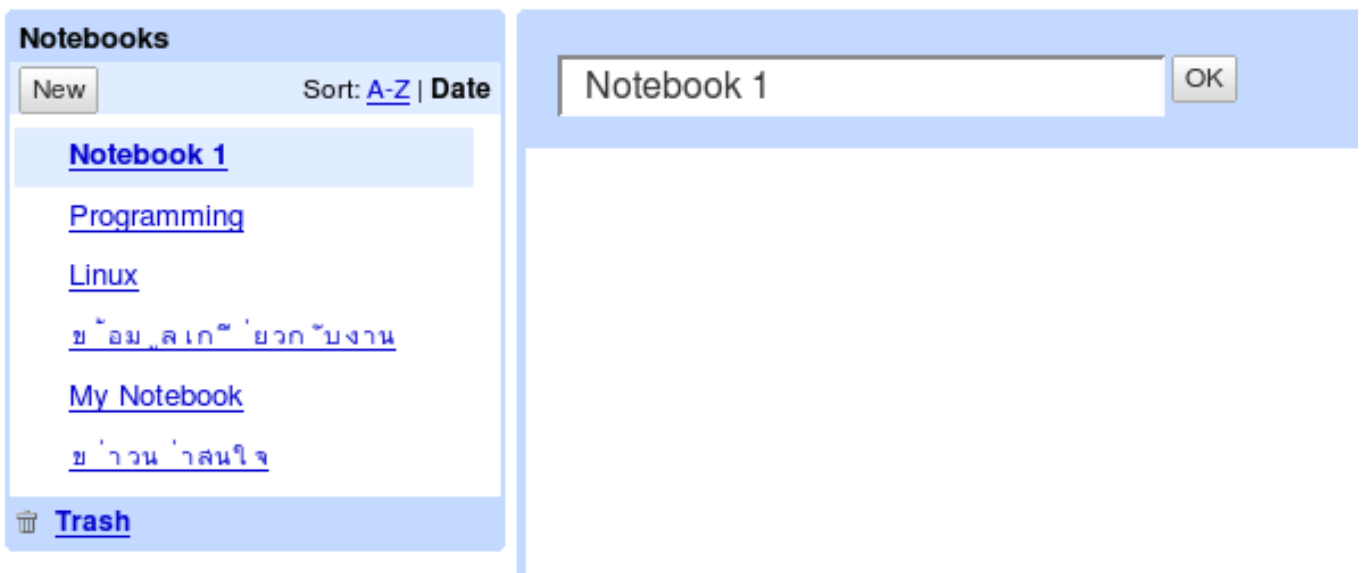 Notebooks
New Sort: A-Z | Date
Notebook 1
Programming
Linux
ข้อมูลเกี่ยวกับงาน
My Notebook
ข่าวน่าสนใจ
Trash
Notebook 1 OK